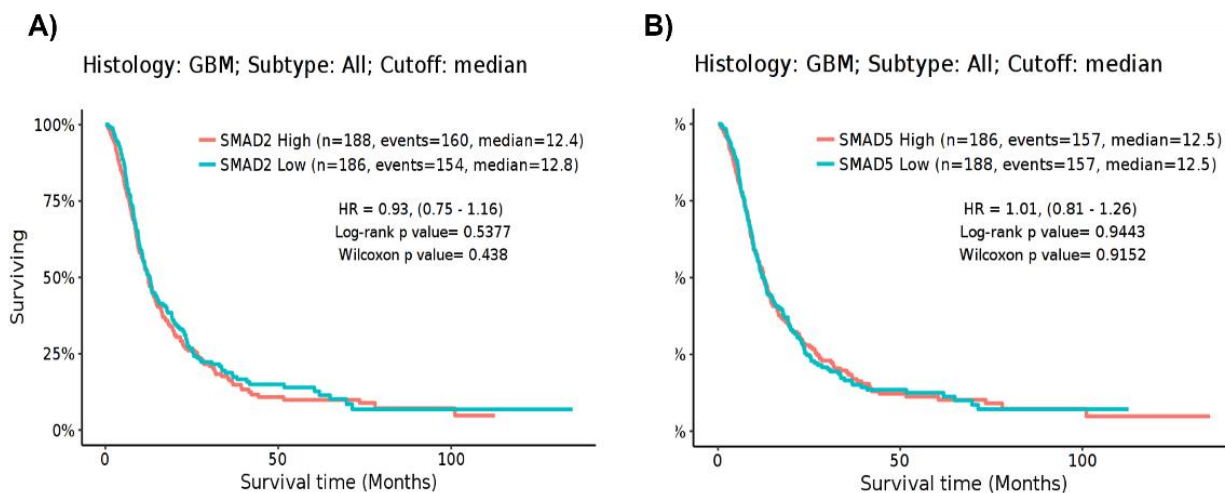 A)
Histology: GBM; Subtype: All; Cutoff: median
100%
75%
50%
25%
0%
Surviving
SMAD2 High (n=188, events=160, median=12.4)
SMAD2 Low (n=186, events=154, median=12.8)
HR = 0.93, (0.75 - 1.16)
Log-rank p value= 0.5377
Wilcoxon p value= 0.438
0
50
100
Survival time (Months)
B)
Histology: GBM; Subtype: All; Cutoff: median
%
%
%
%
%
SMAD5 High (n=186, events=157, median=12.5)
SMAD5 Low (n=188, events=157, median=12.5)
HR = 1.01, (0.81 - 1.26)
Log-rank p value= 0.9443
Wilcoxon p value= 0.9152
0
50
100
Survival time (Months)